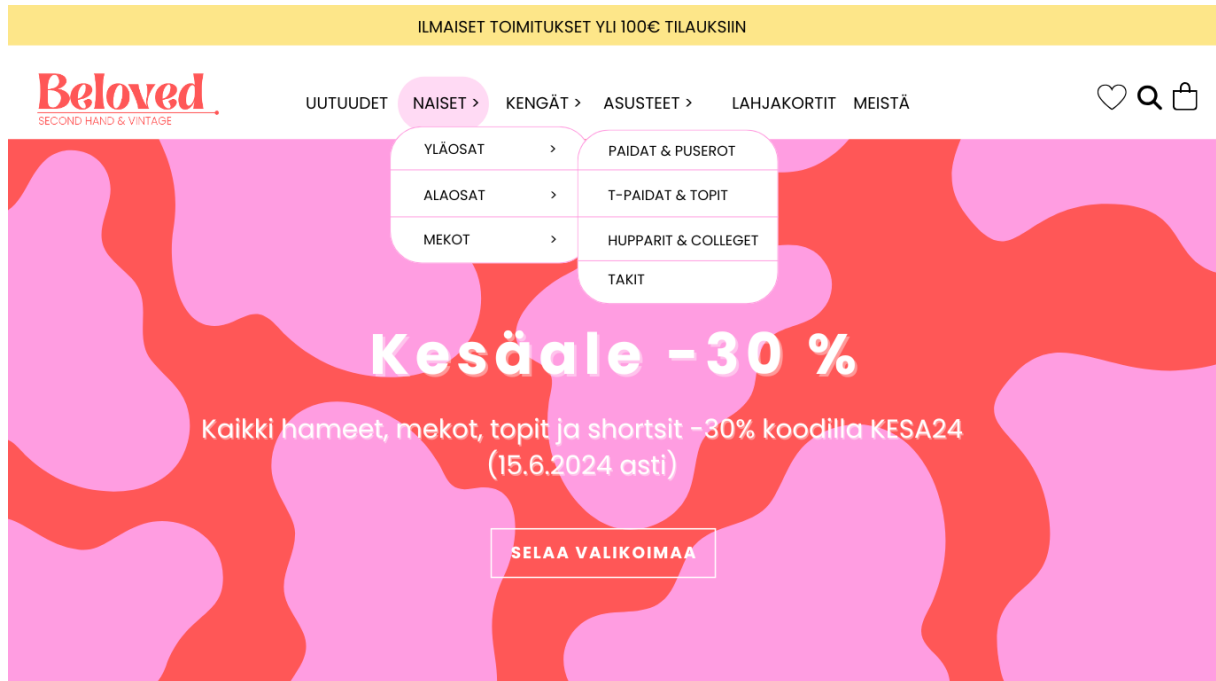 ILMAISET TOIMITUKSET YLI 100€ TILAUKSIIN
Beloved
SECOND HAND & VINTAGE
UUTUUDET NAISET > KENGÄT > ASUSTEET > LAHJAKORTIT MEISTÄ
YLÄOSAT >
ALAOSAT >
MEKOT >
PAIDAT & PUSEROT
T-PAIDAT & TOPIT
HUPPARIT & COLLEGET
TAKIT
Kesäale -30 %
Kaikki hameet, mekot, topit ja shortsit -30% koodilla KESA24
(15.6.2024 asti)
SELAA VALIKOIMAA